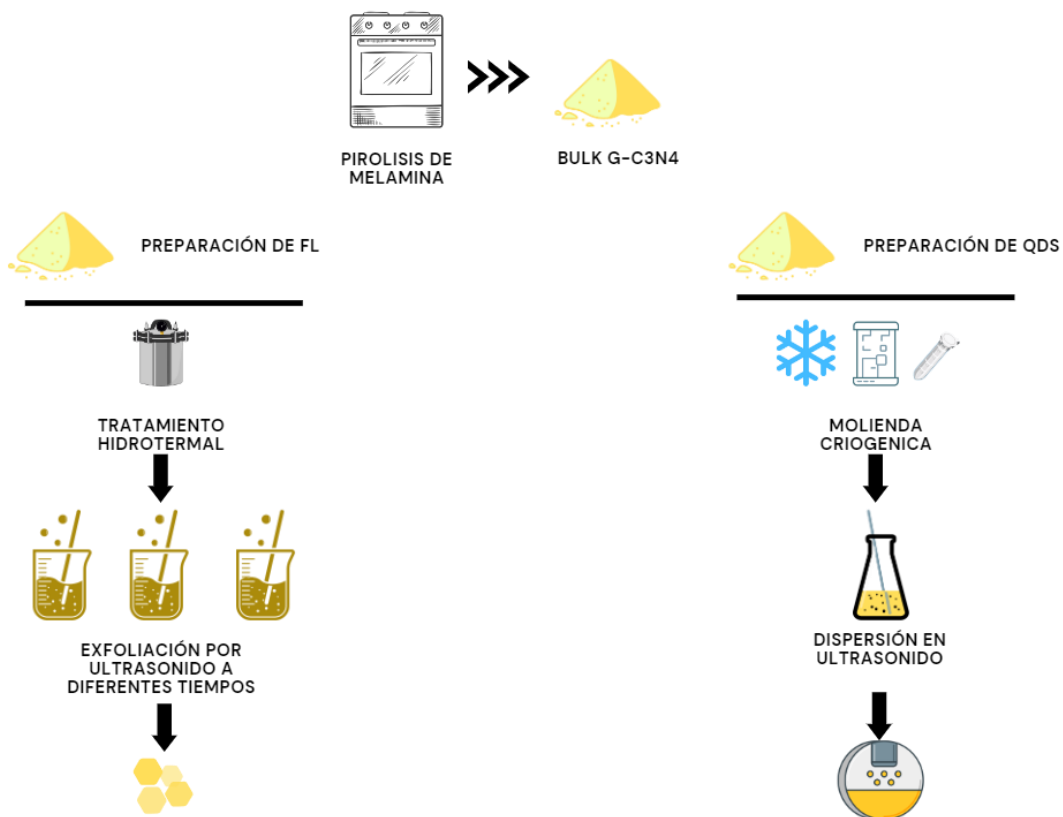 PIROLISIS DE
MELAMINA
BULK G-C3N4
PREPARACIÓN DE FL
TRATAMIENTO
HIDROTERMAL
EXFOLIACIÓN POR
ULTRASONIDO A
DIFERENTES TIEMPOS
PREPARACIÓN DE QDS
MOLIENDA
CRIOGENICA
DISPERSIÓN EN
ULTRASONIDO